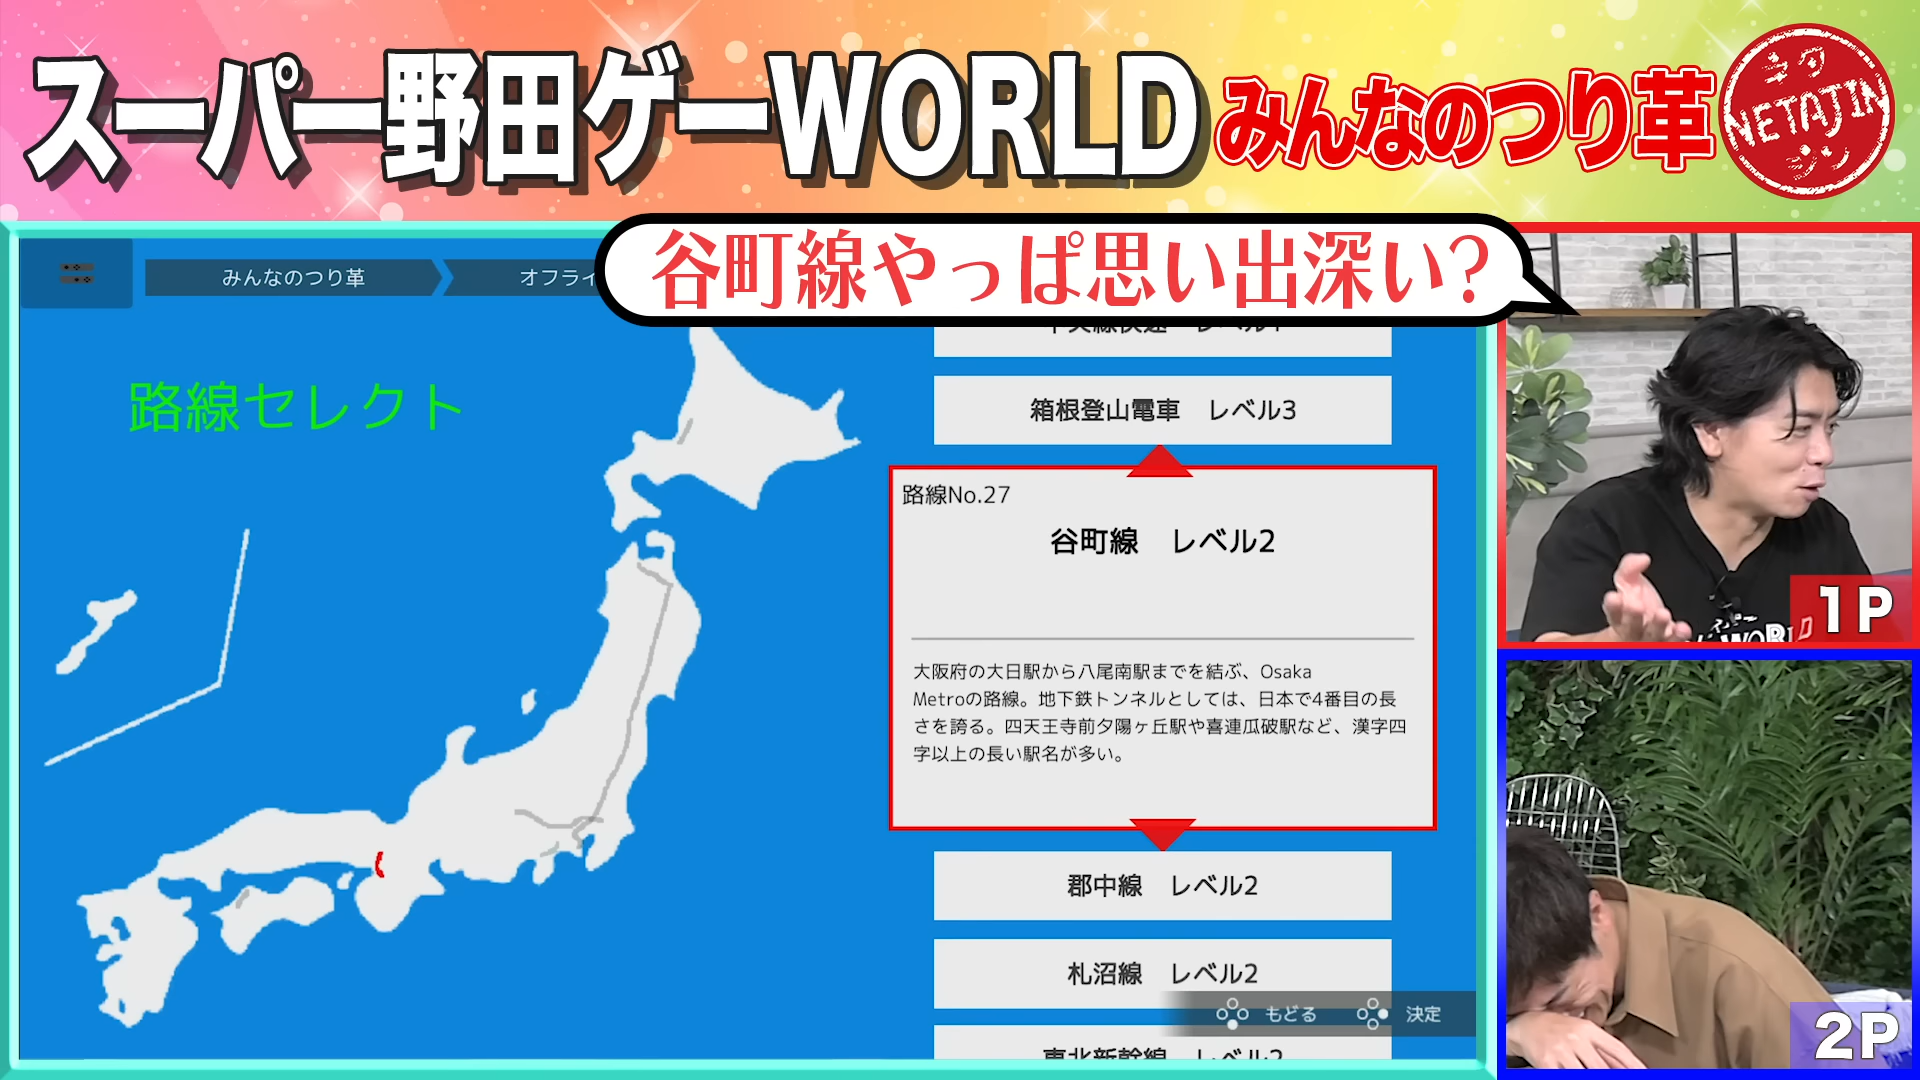 スーパー野田ゲーWORLD みんなのつり革
ネタ
NETAJIN
ジン
谷町線やっぱ思い出深い?
みんなのつり革
オフライ
路線セレクト
箱根登山電車 レベル3
路線No.27
谷町線 レベル2
大阪府の大日駅から八尾南駅までを結ぶ、Osaka
Metroの路線。地下鉄トンネルとしては、日本で4番目の長
さを誇る。四天王寺前夕陽ヶ丘駅や喜連瓜破駅など、漢字四
字以上の長い駅名が多い。
郡中線 レベル2
札沼線 レベル2
東北新幹線 レベル2
もどる
決定
1P
2P